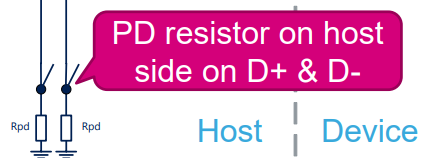 PD resistor on host
side on D+ & D-
Rpd Rpd
Host Device